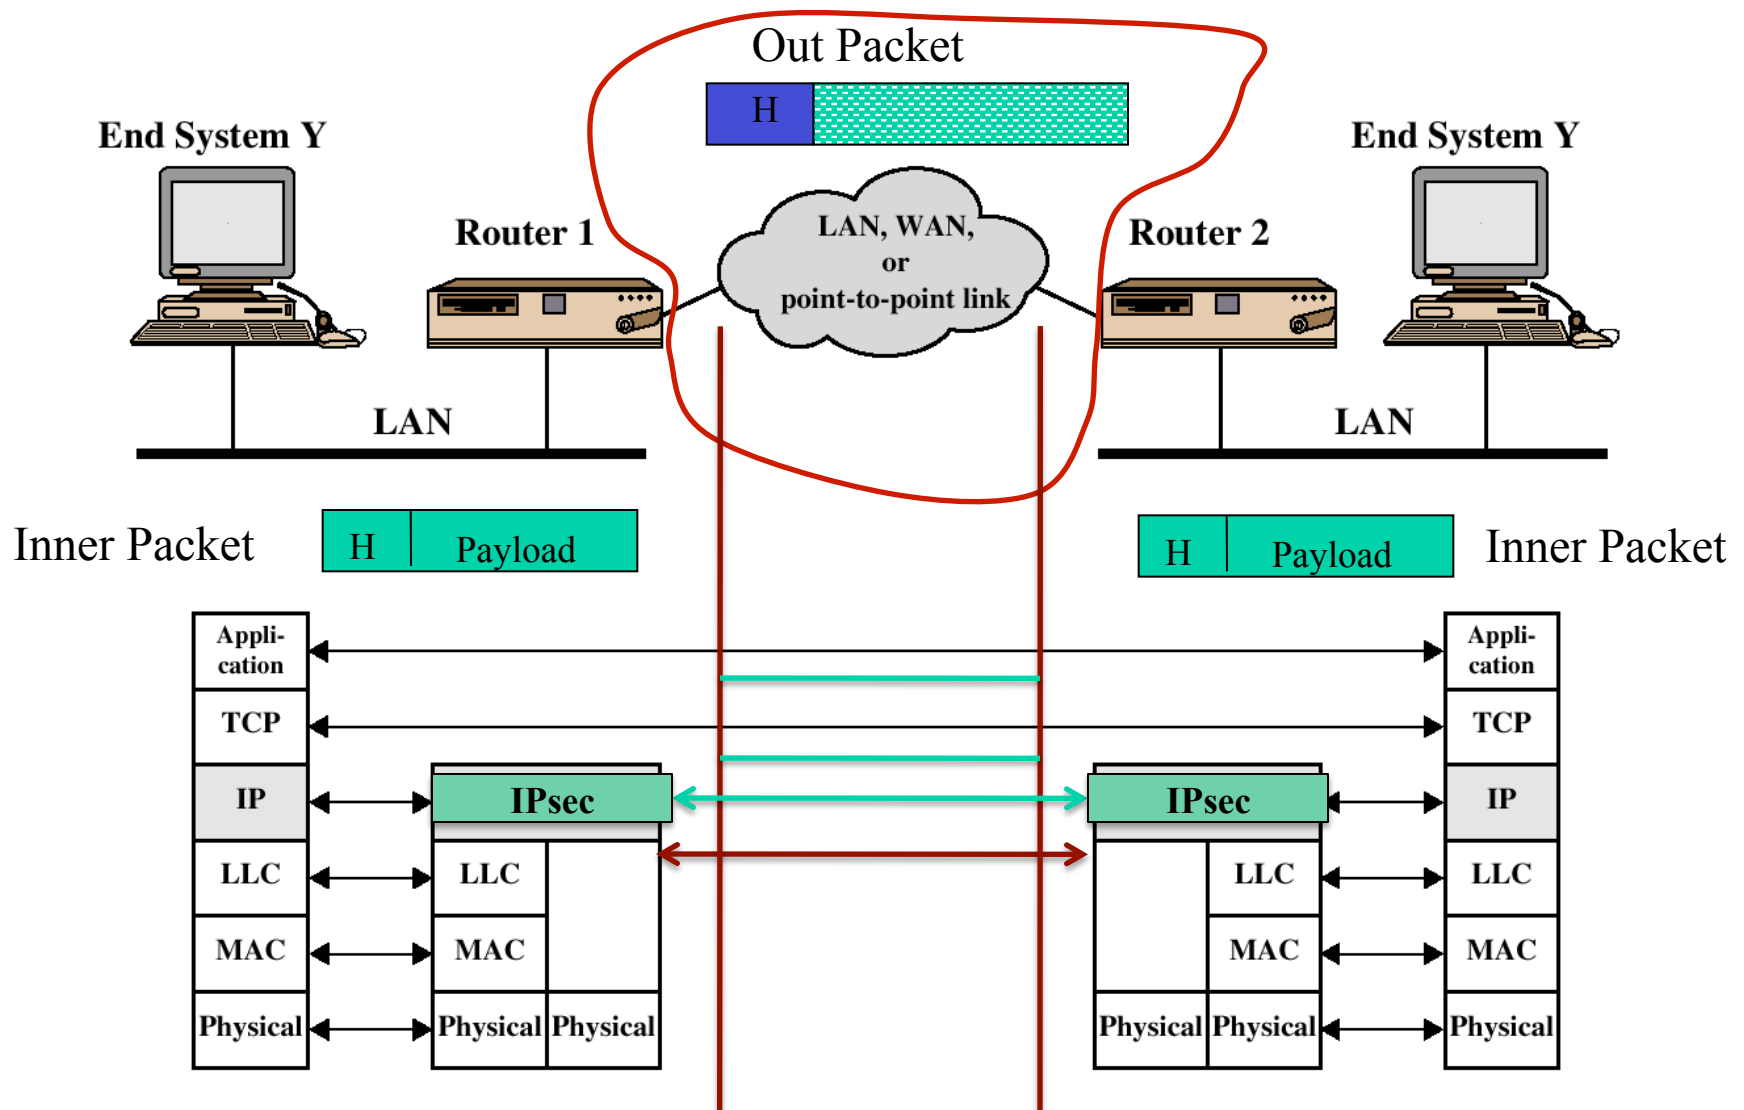 Out Packet
H
End System Y
End System Y
Router 1
LAN, WAN,
or
point-to-point link
Router 2
LAN
LAN
Inner Packet
H Payload
H Payload
Inner Packet
Appli-
cation
Appli-
cation
TCP
TCP
IP
IPsec
IPsec
IP
LLC
LLC
LLC
LLC
MAC
MAC
MAC
MAC
Physical
Physical
Physical
Physical
Physical
Physical